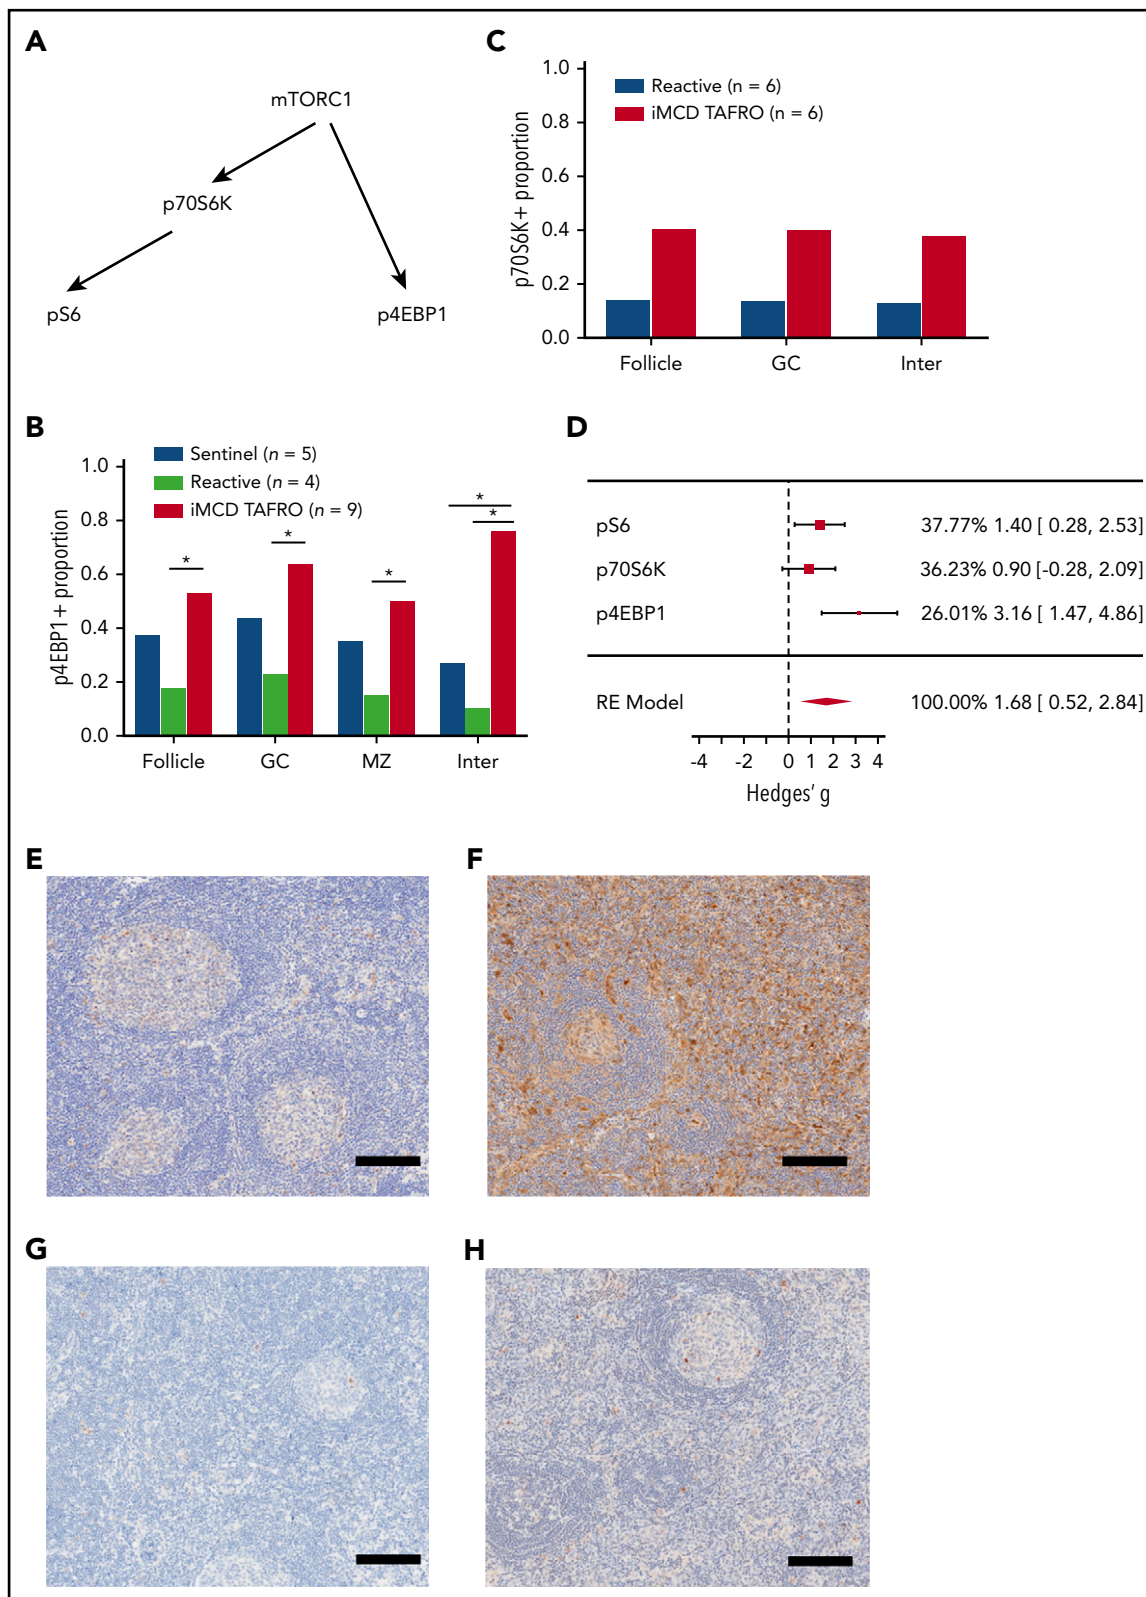 A
mTORC1
p70S6K
pS6
p4EBP1
C
1.0
0.8
0.6
0.4
0.2
0.0
p70S6K+ proportion
Reactive (n = 6)
iMCD TAFRO (n = 6)
Follicle
GC
Inter
B
1.0
0.8
0.6
0.4
0.2
0.0
p4EBP1+ proportion
Sentinel (n = 5)
Reactive (n = 4)
iMCD TAFRO (n = 9)
*
*
*
*
*
Follicle
GC
MZ
Inter
D
pS6 37.77% 1.40 [ 0.28, 2.53]
p70S6K 36.23% 0.90 [-0.28, 2.09]
p4EBP1 26.01% 3.16 [ 1.47, 4.86]
RE Model 100.00% 1.68 [ 0.52, 2.84]
-4 -2 0 1 2 3 4
Hedges' g
E
F
G
H